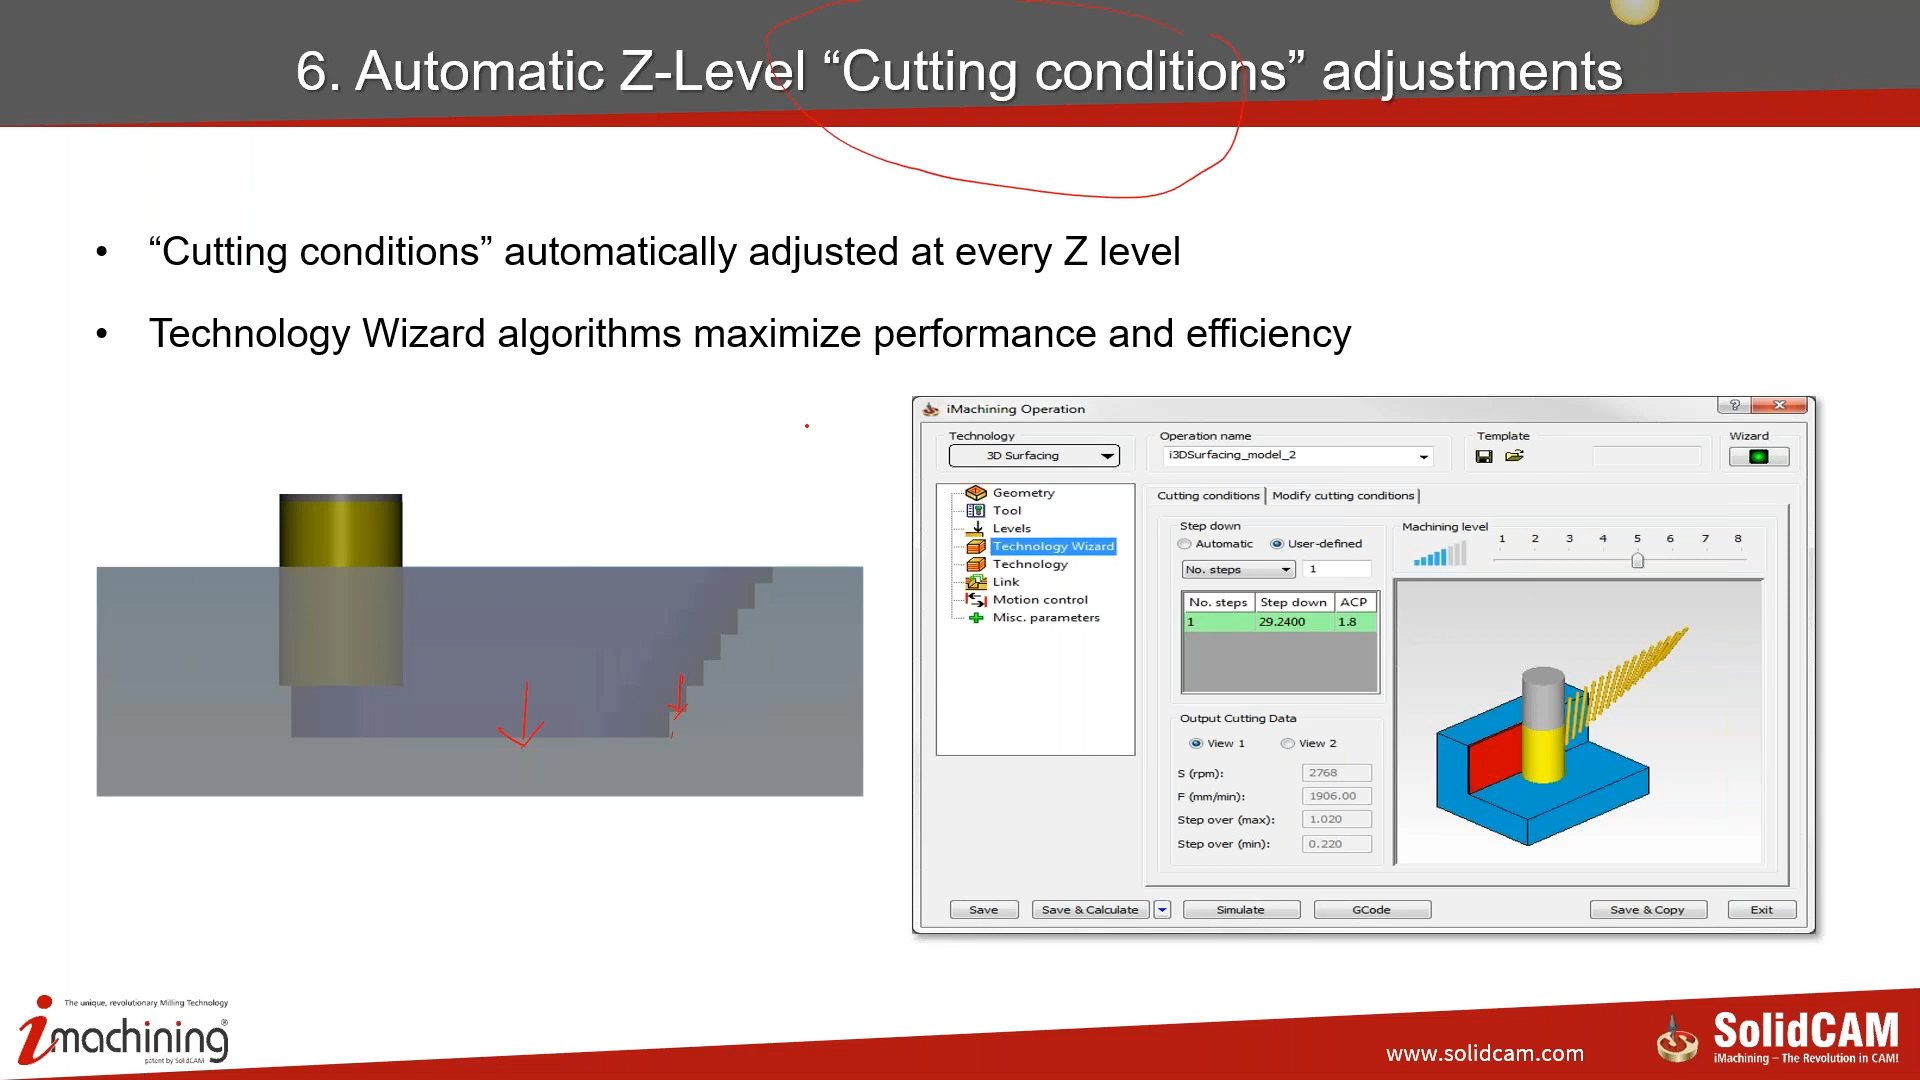 6. Automatic Z-Level “Cutting conditions” adjustments
• “Cutting conditions” automatically adjusted at every Z level
• Technology Wizard algorithms maximize performance and efficiency
iMachining Operation
?
Technology
3D Surfacing
Operation name
i3DSurfacing_model_2
Template
Wizard
Geometry
Tool
Levels
Technology Wizard
Technology
Link
Motion control
Misc. parameters
Cutting conditions
Modify cutting conditions
Step down
Automatic
User-defined
No. steps
1
No. steps Step down ACP
1 29.2400 1.8
Machining level
1 2 3 4 5 6 7 8
Output Cutting Data
View 1
View 2
S (rpm): 2768
F (mm/min): 1906.00
Step over (max): 1.020
Step over (min): 0.220
Save
Save & Calculate
Simulate
GCode
Save & Copy
Exit
The unique, revolutionary Milling Technology
imachining®
patent by SolidCAM
www.solidcam.com
SolidCAM
iMachining – The Revolution in CAM!